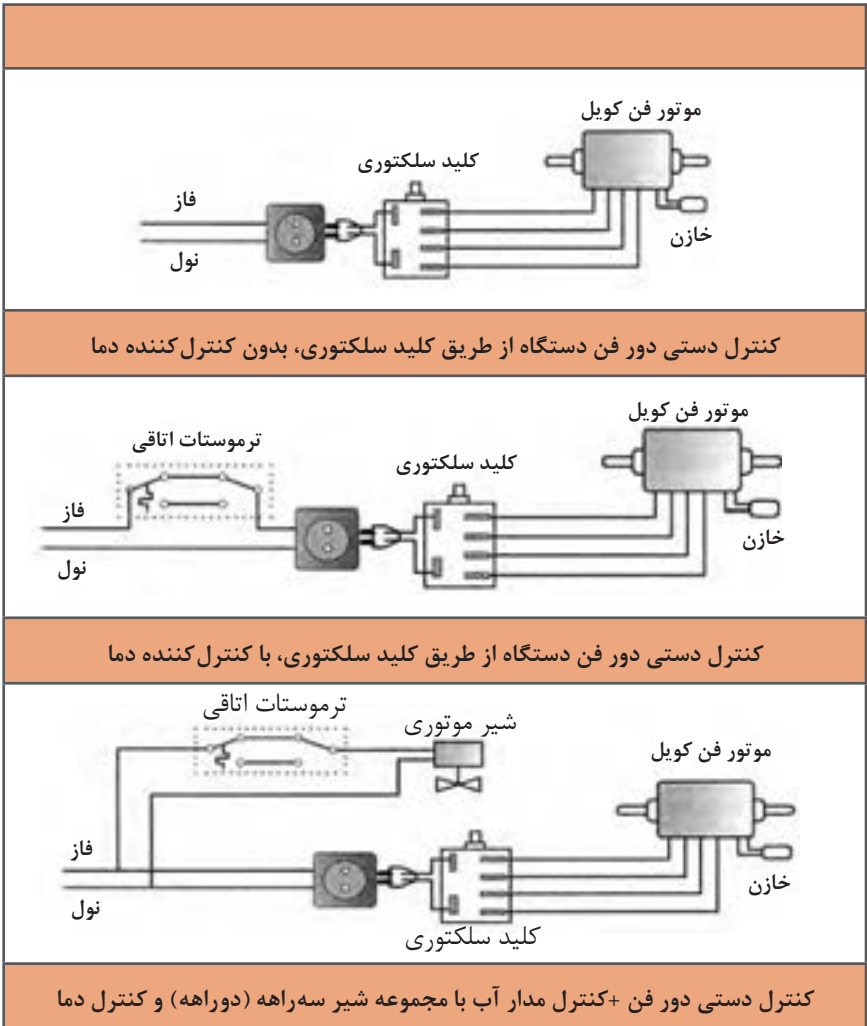 موتور فن کویل
کلید سلکتوری
فاز
خازن
نول
کنترل دستی دور فن دستگاه از طریق کلید سلکتوری، بدون کنترل‌کننده دما
موتور فن کویل
ترموستات اتاقی
کلید سلکتوری
فاز
خازن
نول
کنترل دستی دور فن دستگاه از طریق کلید سلکتوری، با کنترل‌کننده دما
ترموستات اتاقی
شیر موتوری
موتور فن کویل
فاز
خازن
نول
کلید سلکتوری
کنترل دستی دور فن +کنترل مدار آب با مجموعه شیر سه‌راهه (دوراهه) و کنترل دما